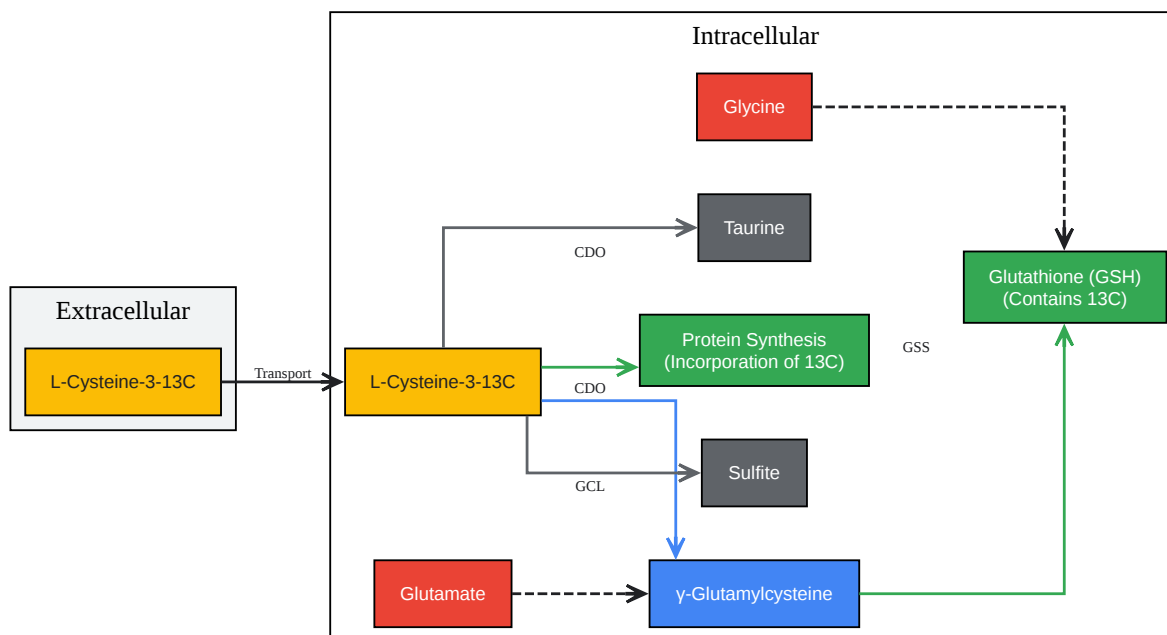 Intracellular
Glycine
Taurine
CDO
Glutathione (GSH)
(Contains 13C)
Extracellular
L-Cysteine-3-13C
Transport
L-Cysteine-3-13C
Protein Synthesis
(Incorporation of 13C)
GSS
CDO
Sulfite
GCL
Glutamate
γ-Glutamylcysteine